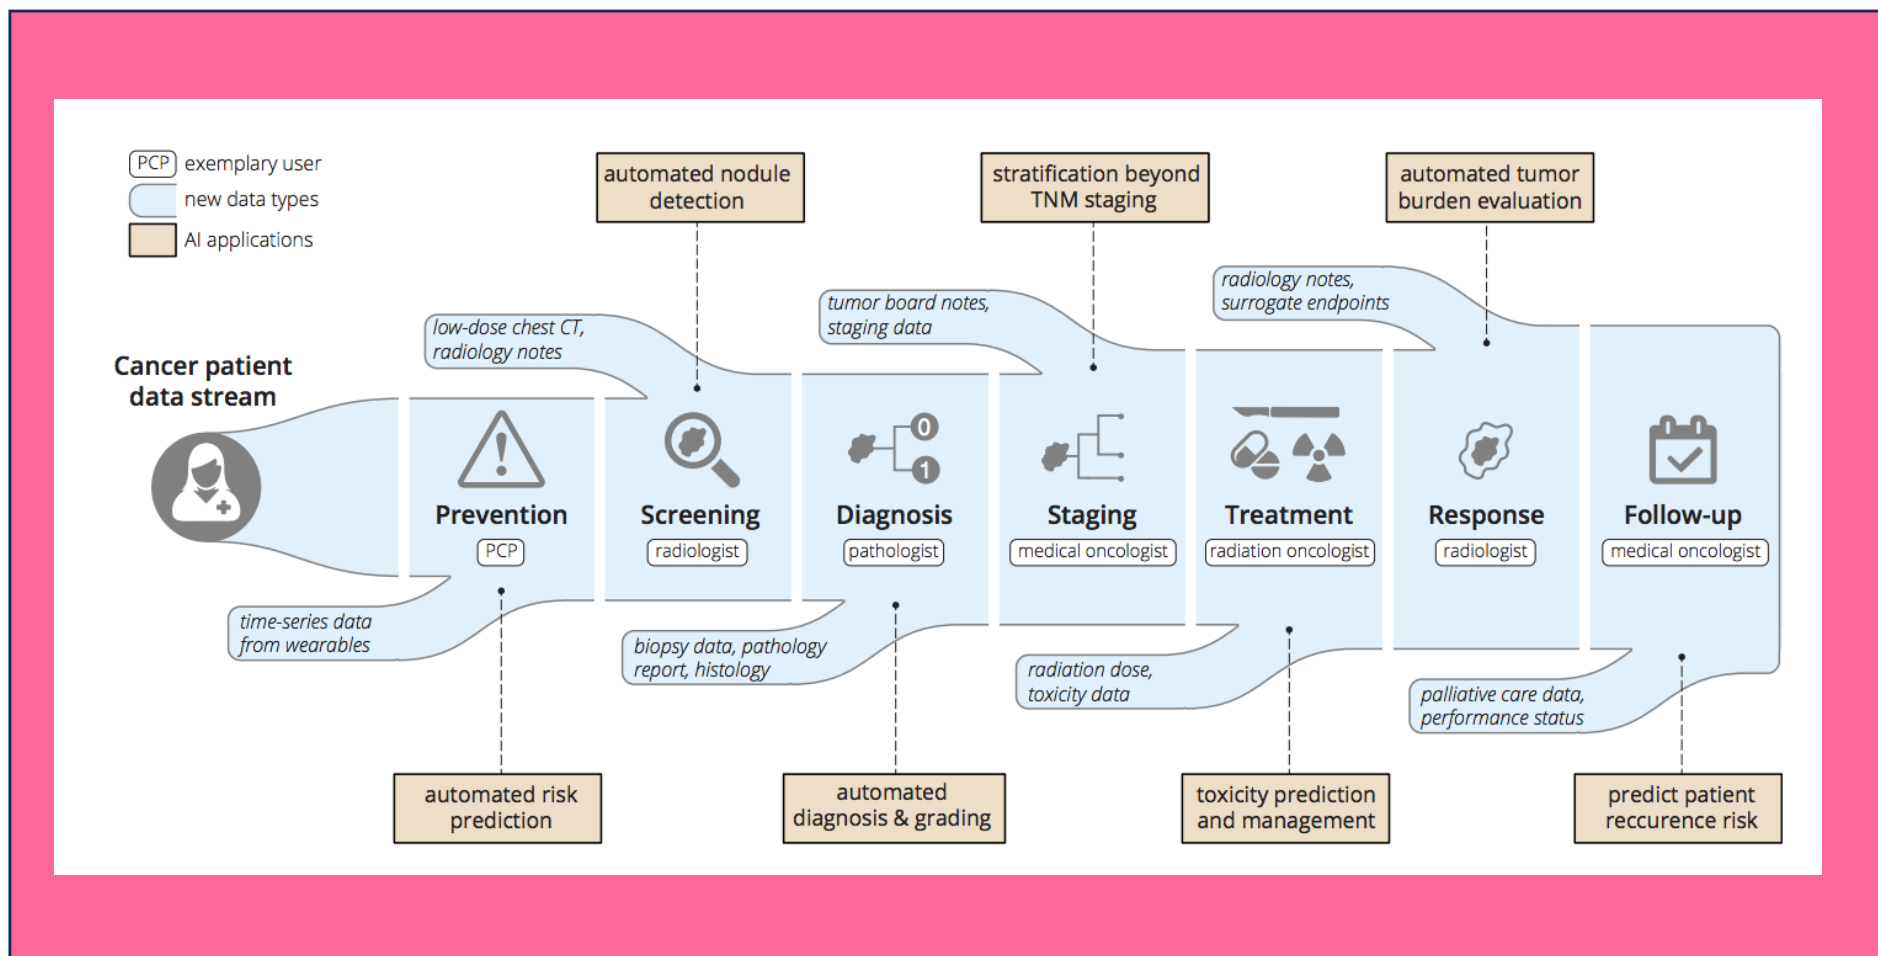 PCP exemplary user
new data types
AI applications
automated nodule
detection
stratification beyond
TNM staging
automated tumor
burden evaluation
low-dose chest CT,
radiology notes
tumor board notes,
staging data
radiology notes,
surrogate endpoints
Cancer patient
data stream
0
1
Prevention
PCP
Screening
radiologist
Diagnosis
pathologist
Staging
medical oncologist
Treatment
radiation oncologist
Response
radiologist
Follow-up
medical oncologist
time-series data
from wearables
biopsy data, pathology
report, histology
radiation dose,
toxicity data
palliative care data,
performance status
automated risk
prediction
automated
diagnosis & grading
toxicity prediction
and management
predict patient
reccurence risk